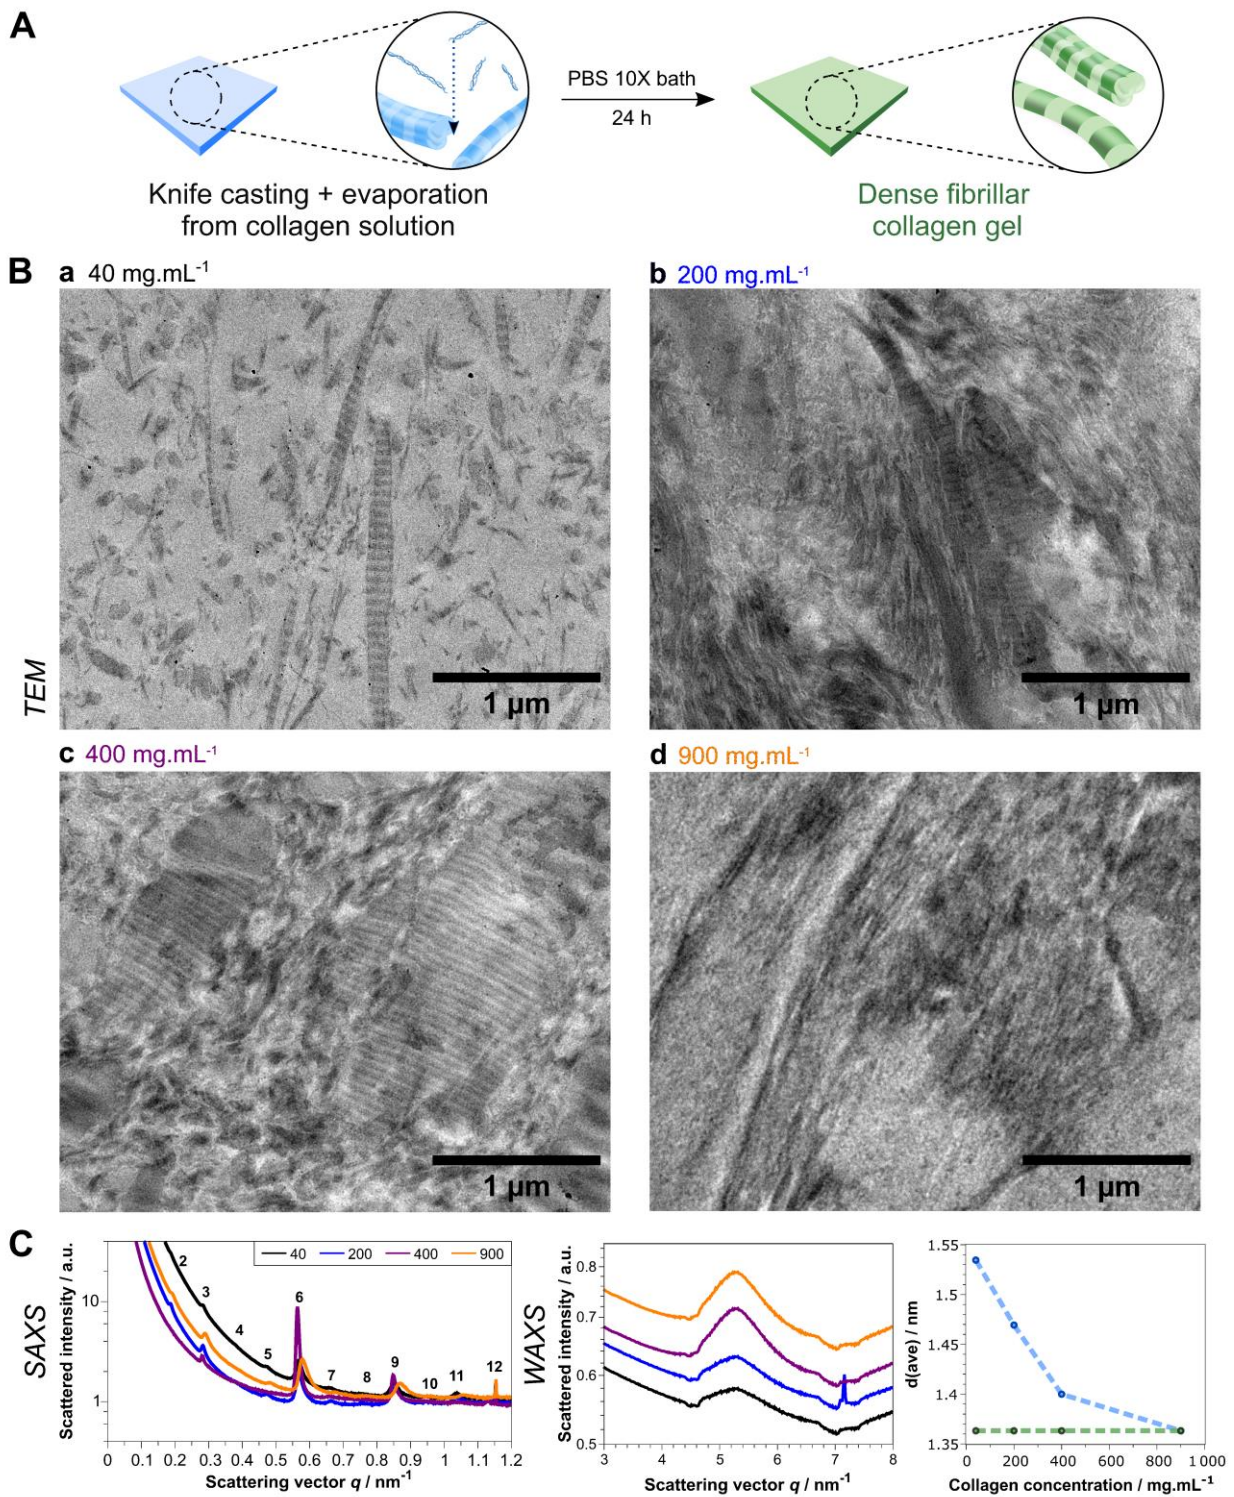 A
PBS 10X bath
24 h
Knife casting + evaporation
from collagen solution
Dense fibrillar
collagen gel
B
a 40 mg.mL⁻¹
b 200 mg.mL⁻¹
TEM
1 µm
1 µm
c 400 mg.mL⁻¹
d 900 mg.mL⁻¹
1 µm
1 µm
C
SAXS
Scattered intensity / a.u.
10
1
40 200 400 900
2
3
4
5
6
7
8
9
10
11
12
0 0.1 0.2 0.3 0.4 0.5 0.6 0.7 0.8 0.9 1 1.1 1.2
Scattering vector q / nm⁻¹
WAXS
Scattered intensity / a.u.
0.8
0.7
0.6
0.5
3 4 5 6 7 8
Scattering vector q / nm⁻¹
d(ave) / nm
1.55
1.5
1.45
1.4
1.35
0 200 400 600 800 1 000
Collagen concentration / mg.mL⁻¹